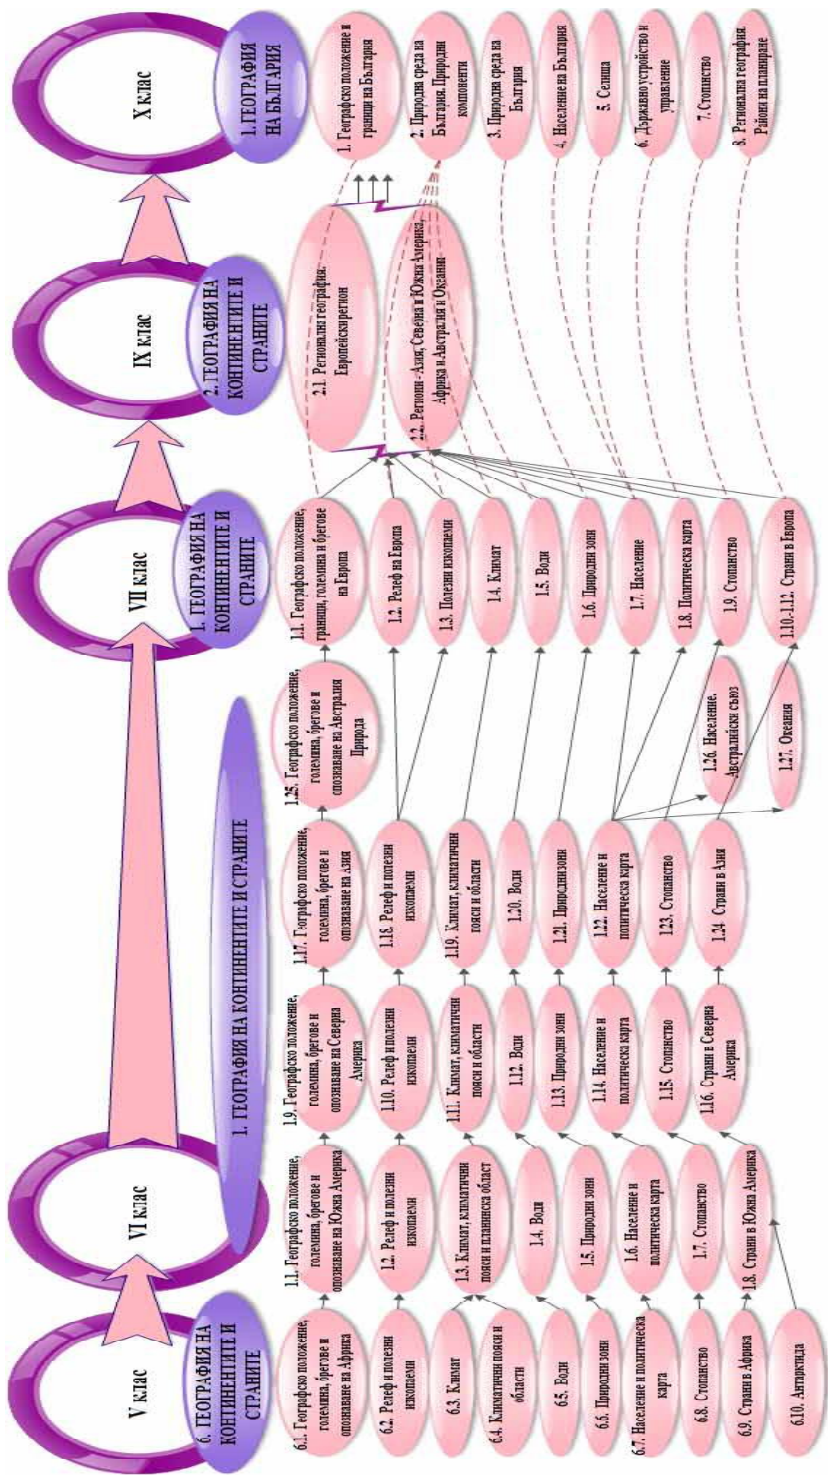 V клас
6. ГЕОГРАФИЯ НА
КОНТИНЕНТИТЕ И
СТРАНИТЕ
6.1. Географско положение,
големина, брегове и
опознаване на Африка
6.2. Релеф и полезни
изкопаеми
6.3. Климат
6.4. Климатични пояси и
области
6.5. Води
6.6. Природни зони
6.7. Население и политическа
карта
6.8. Стопанство
6.9. Страни в Африка
6.10. Антарктида
VI клас
1. ГЕОГРАФИЯ НА КОНТИНЕНТИТЕ И СТРАНИТЕ
1.1. Географско положение,
големина, брегове и
опознаване на Южна Америка
1.2. Релеф и полезни
изкопаеми
1.3. Климат, климатични
пояси и планинска област
1.4. Води
1.5. Природни зони
1.6. Население и
политическа карта
1.7. Стопанство
1.8. Страни в Южна Америка
1.9. Географско положение,
големина, брегове и
опознаване на Северна
Америка
1.10. Релеф и полезни
изкопаеми
1.11. Климат, климатични
пояси и области
1.12. Води
1.13. Природни зони
1.14. Население и
политическа карта
1.15. Стопанство
1.16. Страни в Северна
Америка
1.17. Географско положение,
големина, брегове и
опознаване на Азия
1.18. Релеф и полезни
изкопаеми
1.19. Климат, климатични
пояси и области
1.20. Води
1.21. Природни зони
1.22. Население и
политическа карта
1.23. Стопанство
1.24. Страни в Азия
1.25. Географско положение,
големина, брегове и
опознаване на Австралия
Природа
1.26. Население.
Австралийски съюз
1.27. Океания
VII клас
1. ГЕОГРАФИЯ НА
КОНТИНЕНТИТЕ И
СТРАНИТЕ
1.1. Географско положение,
граници, големина и брегове
на Европа
1.2. Релеф на Европа
1.3. Полезни изкопаеми
1.4. Климат
1.5. Води
1.6. Природни зони
1.7. Население
1.8. Политическа карта
1.9. Стопанство
1.10.-1.12. Страни в Европа
IX клас
2. ГЕОГРАФИЯ НА
КОНТИНЕНТИТЕ И
СТРАНИТЕ
2.1. Регионална география.
Европейски регион
2.2. Региони - Азия, Северна и Южна Америка,
Африка и Австралия и Океания
X клас
1. ГЕОГРАФИЯ
НА БЪЛГАРИЯ
1. Географско положение и
граници на България
2. Природна среда на
България. Природни
компоненти
3. Природна среда на
България
4. Население на България
5. Селища
6. Държавно устройство и
управление
7. Стопанство
8. Регионална география
Райони на планиране